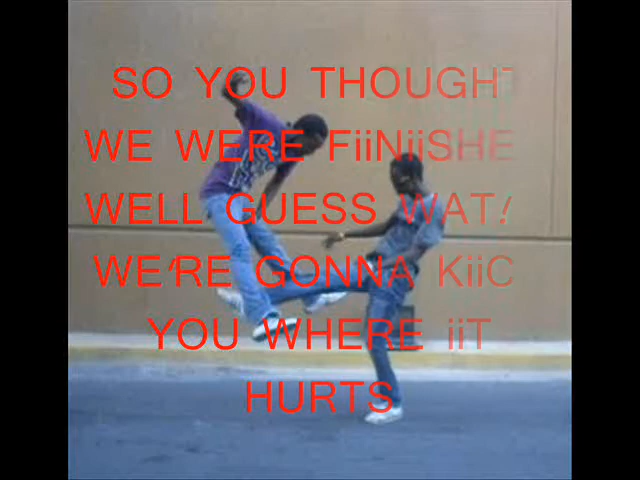 SO YOU THOUGHT
WE WERE FiiNiiSHE
WELL GUESS WAT
WE'RE GONNA KiiC
YOU WHERE iiT
HURTS